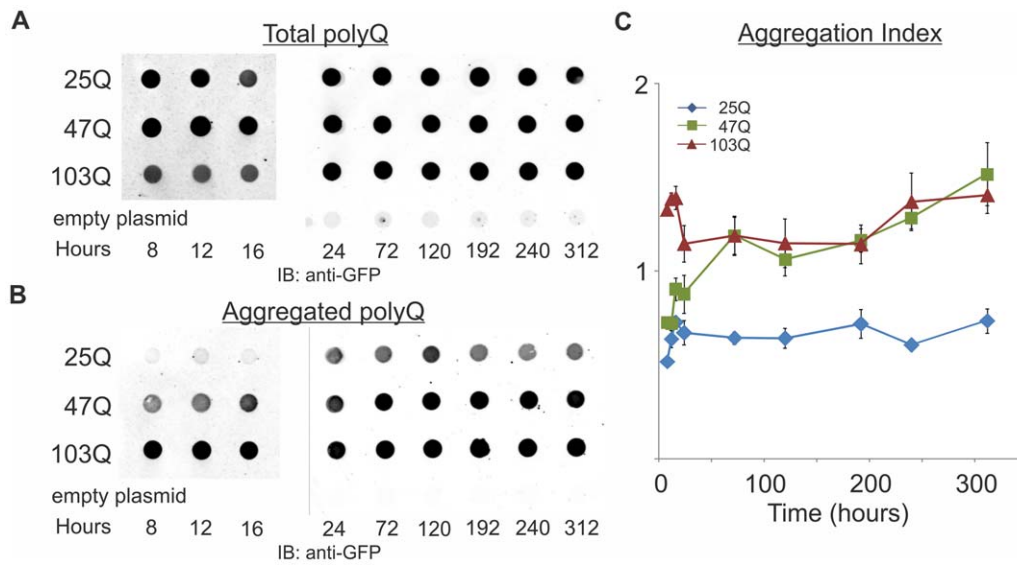 A
Total polyQ
25Q
47Q
103Q
empty plasmid
Hours 8 12 16 24 72 120 192 240 312
IB: anti-GFP
B
Aggregated polyQ
25Q
47Q
103Q
empty plasmid
Hours 8 12 16 24 72 120 192 240 312
IB: anti-GFP
C
Aggregation Index
2
25Q
47Q
103Q
1
0 100 200 300
Time (hours)